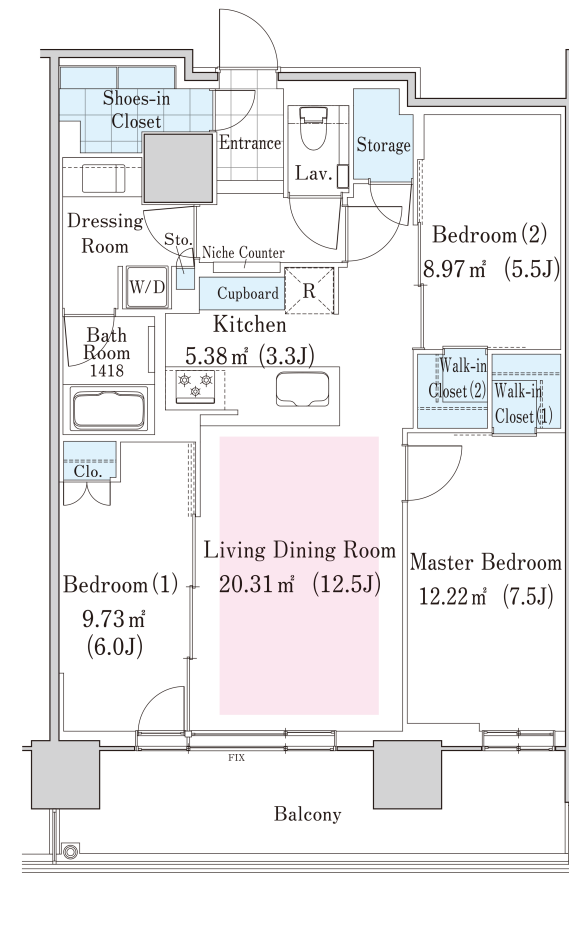 Shoes-in
Closet
Entrance
Lav.
Storage
Dressing
Room
Sto.
Niche Counter
Bedroom (2)
8.97㎡ (5.5J)
W/D
Cupboard
R
Kitchen
5.38㎡ (3.3J)
Bath
Room
1418
Walk-in
Closet(2)
Walk-in
Closet(1)
Clo.
Living Dining Room
20.31㎡ (12.5J)
Master Bedroom
12.22㎡ (7.5J)
Bedroom (1)
9.73㎡
(6.0J)
FIX
Balcony